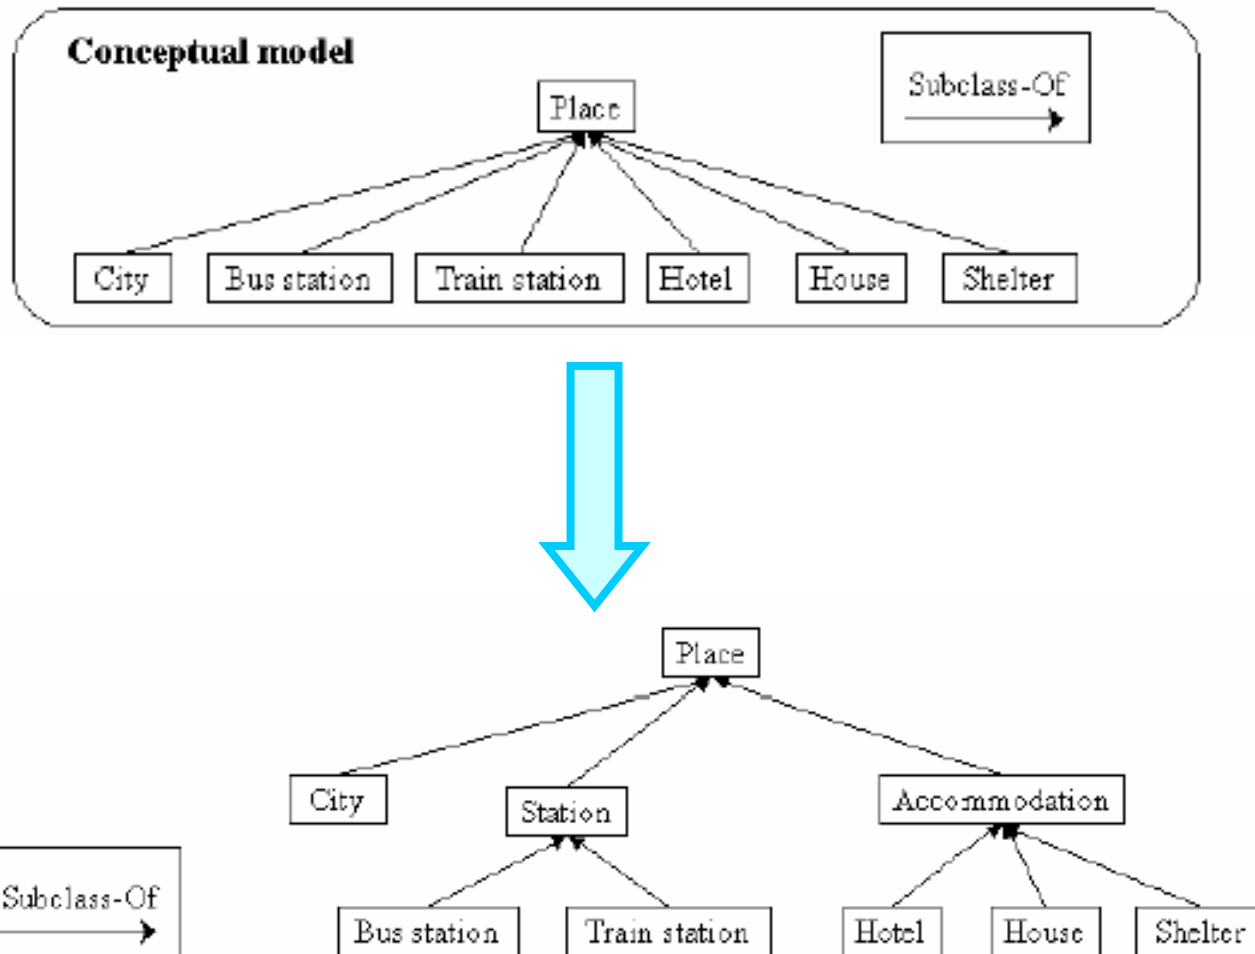 Conceptual model
Subclass-Of
Place
City
Bus station
Train station
Hotel
House
Shelter
Place
City
Station
Accommodation
Subclass-Of
Bus station
Train station
Hotel
House
Shelter